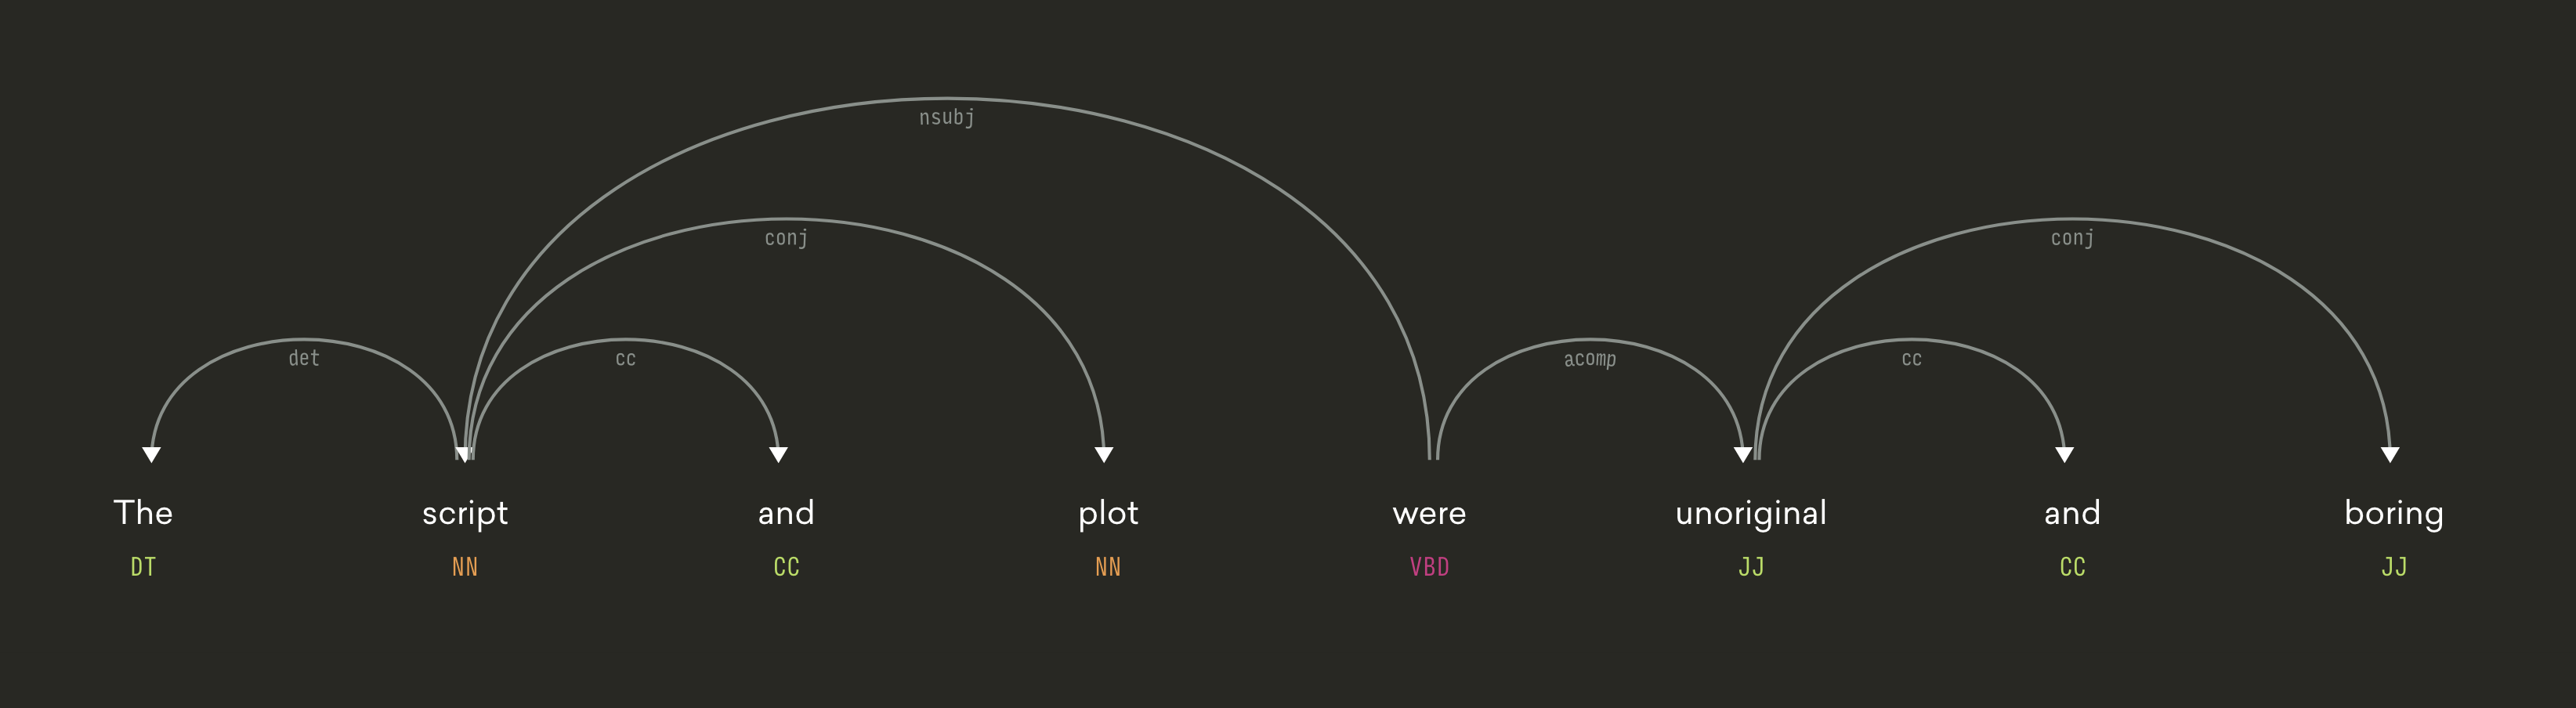 nsubj
conj conj
det cc acomp cc
The script and plot were unoriginal and boring
DT NN CC NN VBD JJ CC JJ